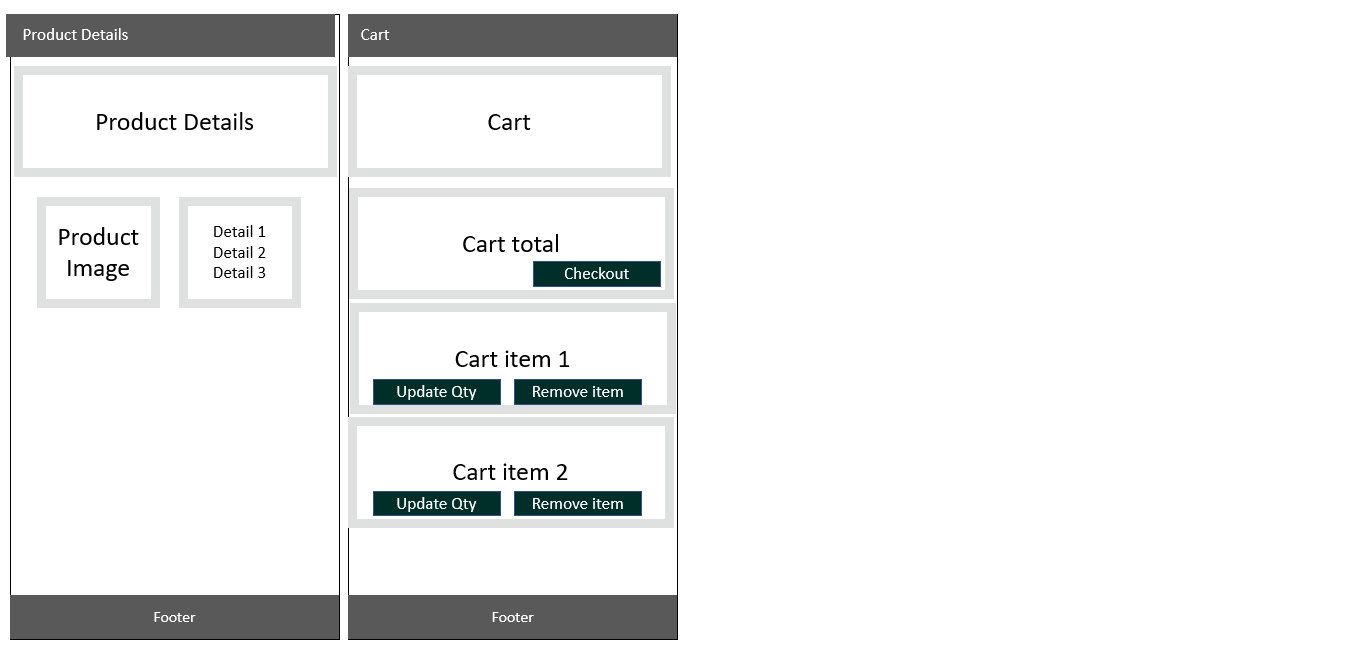 Product Details
Product Details
Product
Image
Detail 1
Detail 2
Detail 3
Footer
Cart
Cart
Cart total
Checkout
Cart item 1
Update Qty
Remove item
Cart item 2
Update Qty
Remove item
Footer